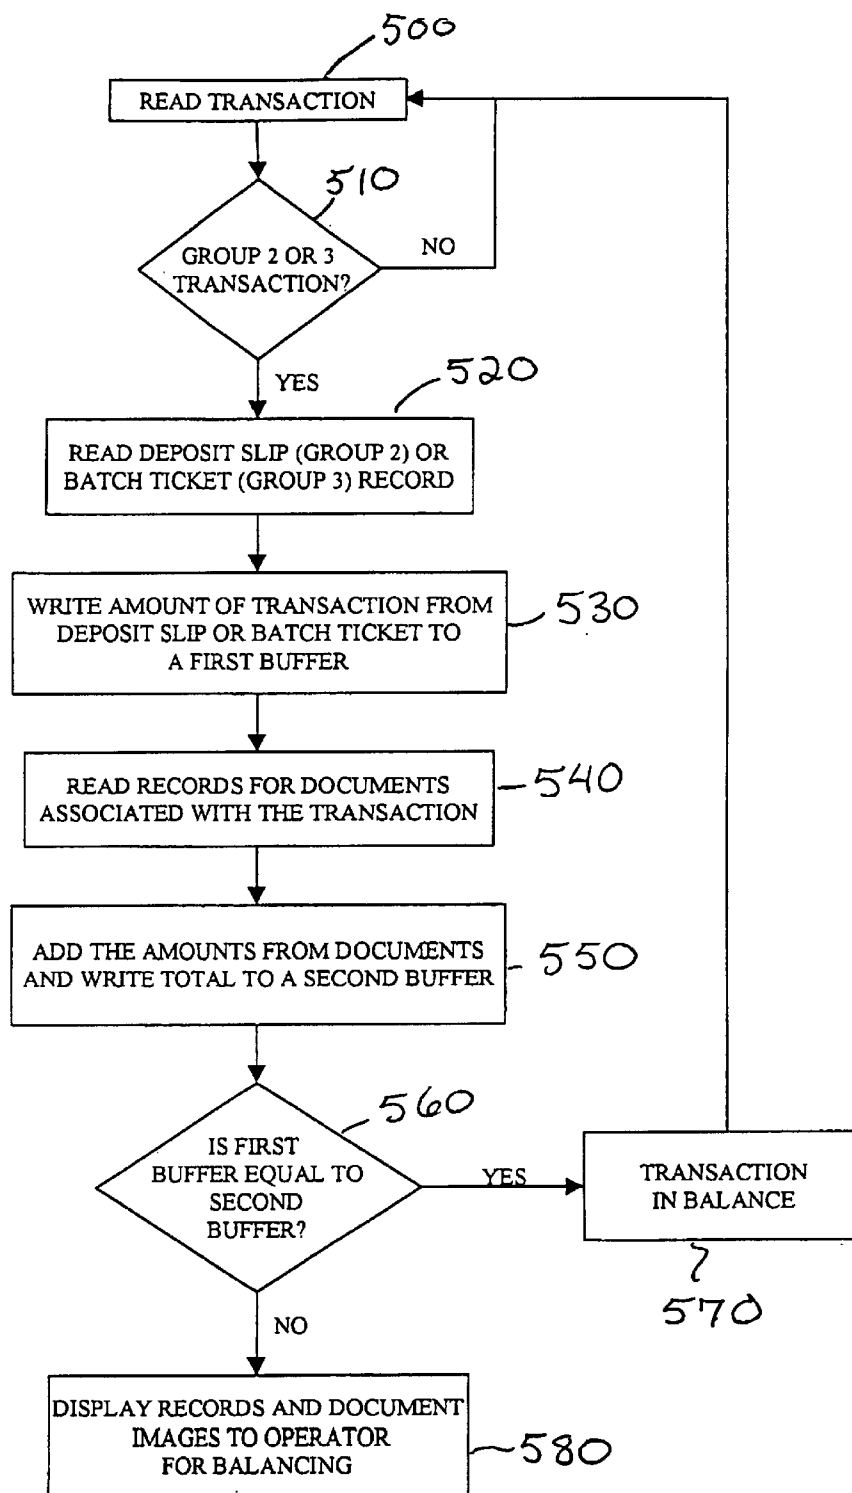 500
READ TRANSACTION
510
GROUP 2 OR 3
TRANSACTION?
NO
YES
520
READ DEPOSIT SLIP (GROUP 2) OR
BATCH TICKET (GROUP 3) RECORD
WRITE AMOUNT OF TRANSACTION FROM
DEPOSIT SLIP OR BATCH TICKET TO
A FIRST BUFFER
530
READ RECORDS FOR DOCUMENTS
ASSOCIATED WITH THE TRANSACTION
540
ADD THE AMOUNTS FROM DOCUMENTS
AND WRITE TOTAL TO A SECOND BUFFER
550
560
IS FIRST
BUFFER EQUAL TO
SECOND
BUFFER?
YES
TRANSACTION
IN BALANCE
570
NO
DISPLAY RECORDS AND DOCUMENT
IMAGES TO OPERATOR
FOR BALANCING
580